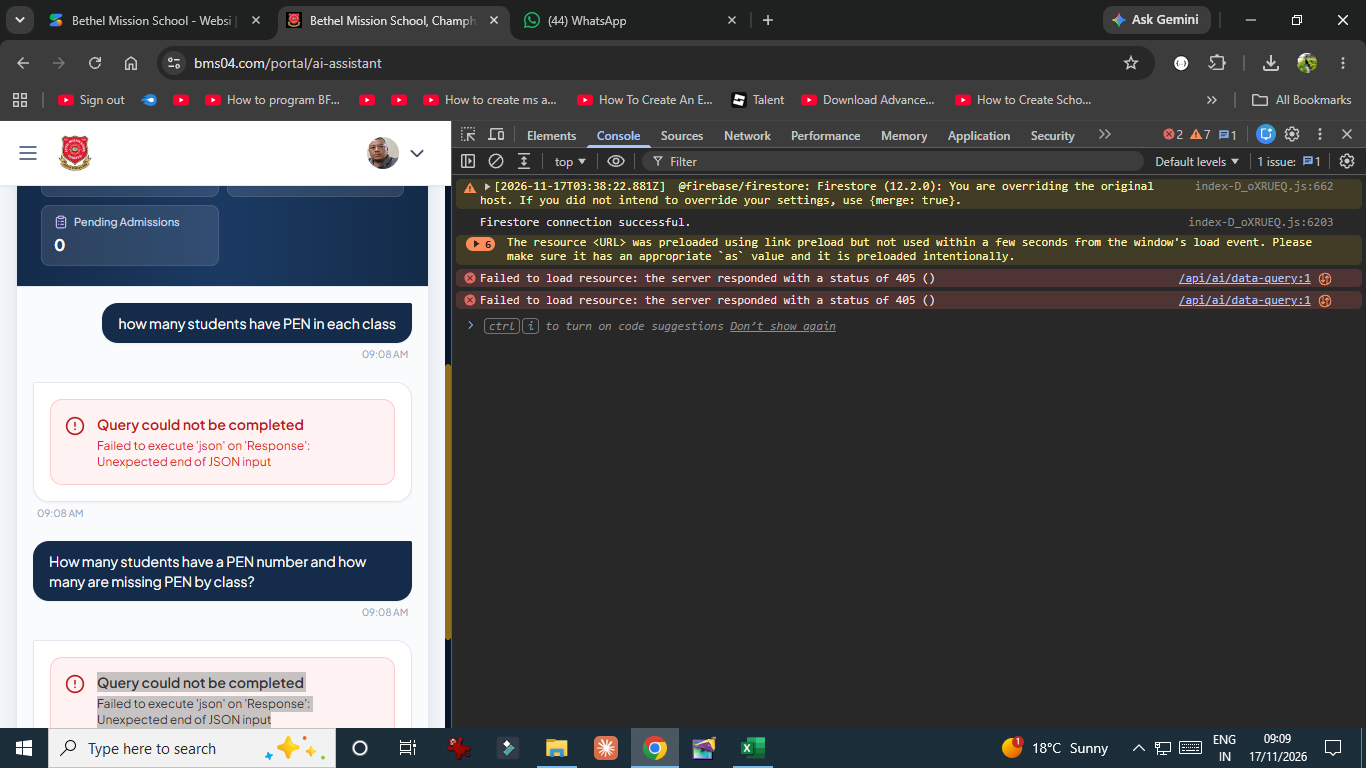 Bethel Mission School - Websi
Bethel Mission School, Champh
(44) WhatsApp
Ask Gemini
bms04.com/portal/ai-assistant
Sign out
How to program BF...
How to create ms a...
How To Create An E...
Talent
Download Advance...
How to Create Scho...
All Bookmarks
Pending Admissions
0
how many students have PEN in each class
09:08 AM
Query could not be completed
Failed to execute 'json' on 'Response':
Unexpected end of JSON input
09:08 AM
How many students have a PEN number and how
many are missing PEN by class?
09:08 AM
Query could not be completed
Failed to execute 'json' on 'Response':
Unexpected end of JSON input
Elements Console Sources Network Performance Memory Application Security
2 7 1
top Filter Default levels 1 issue: 1
[2026-11-17T03:38:22.881Z] @firebase/firestore: Firestore (12.2.0): You are overriding the original index-D_oXRUEQ.js:662
host. If you did not intend to override your settings, use {merge: true}.
Firestore connection successful. index-D_oXRUEQ.js:6203
6 The resource <URL> was preloaded using link preload but not used within a few seconds from the window's load event. Please
make sure it has an appropriate `as` value and it is preloaded intentionally.
Failed to load resource: the server responded with a status of 405 () /api/ai/data-query:1
Failed to load resource: the server responded with a status of 405 () /api/ai/data-query:1
ctrl i to turn on code suggestions Don't show again
Type here to search
1
18°C Sunny
ENG
IN
09:09
17/11/2026